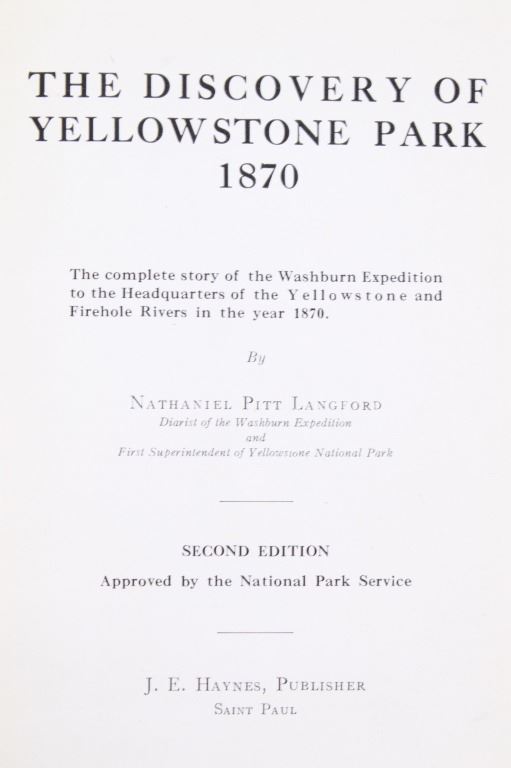 THE DISCOVERY OF
YELLOWSTONE PARK
1870
The complete story of the Washburn Expedition
to the Headquarters of the Yellowstone and
Firehole Rivers in the year 1870.
By
NATHANIEL PITT LANGFORD
Diarist of the Washburn Expedition
and
First Superintendent of Yellowstone National Park
SECOND EDITION
Approved by the National Park Service
J. E. HAYNES, PUBLISHER
SAINT PAUL